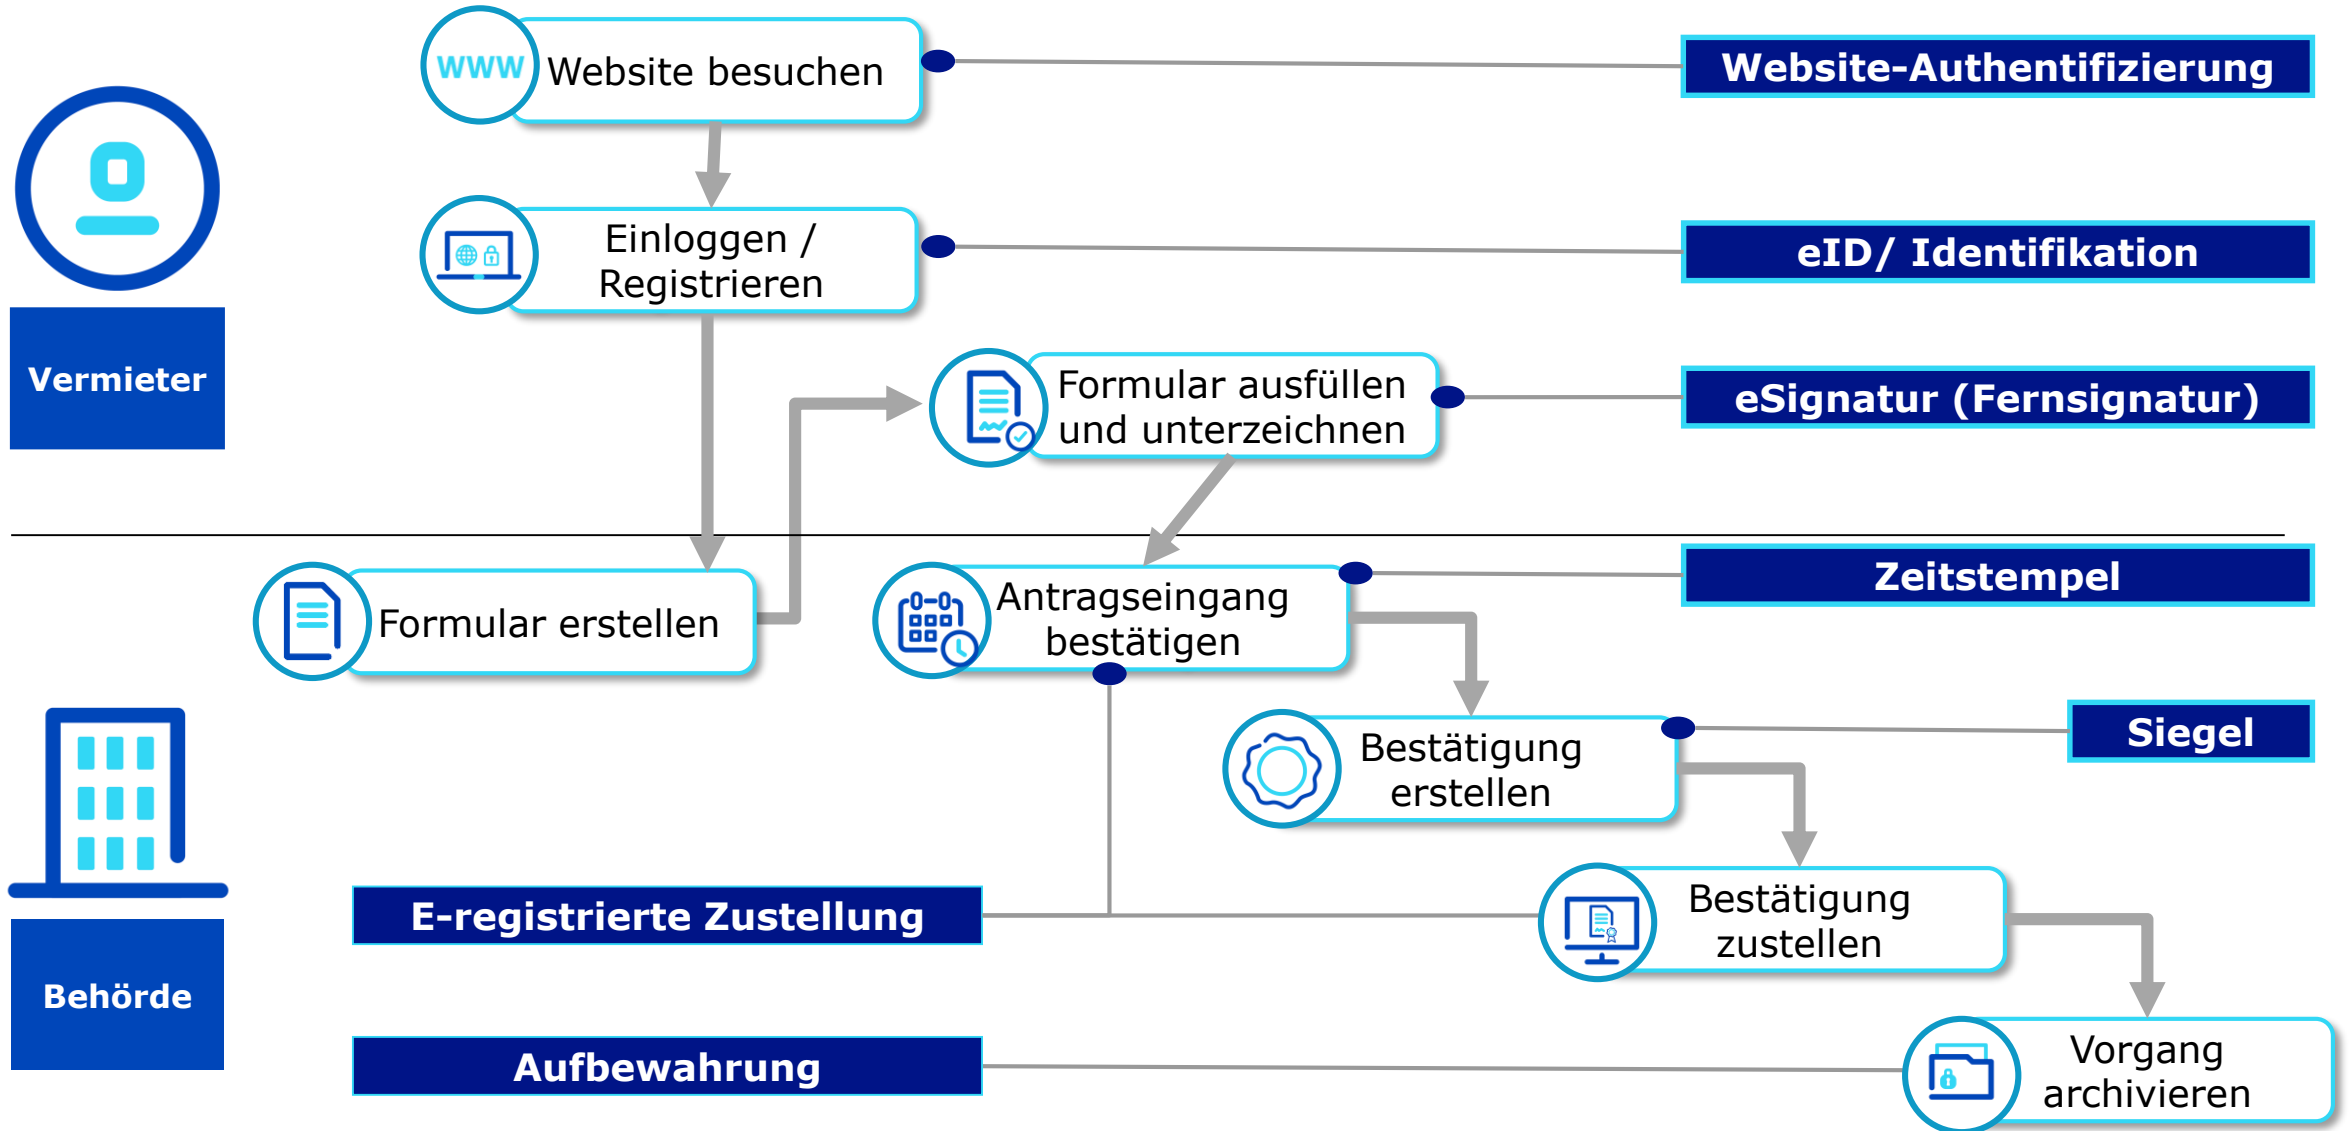 www
Website besuchen
Website-Authentifizierung
Einloggen /
Registrieren
eID/ Identifikation
Vermieter
Formular ausfüllen
und unterzeichnen
eSignatur (Fernsignatur)
Formular erstellen
Antragseingang
bestätigen
Zeitstempel
Bestätigung
erstellen
Siegel
E-registrierte Zustellung
Bestätigung
zustellen
Behörde
Aufbewahrung
Vorgang
archivieren